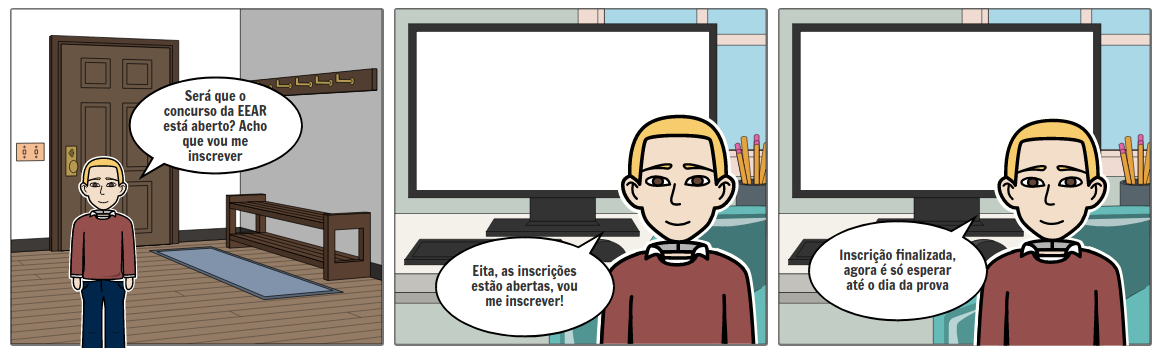 Será que o
concurso da EEAR
está aberto? Acho
que vou me
inscrever
Eita, as inscrições
estão abertas, vou
me inscrever!
Inscrição finalizada,
agora é só esperar
até o dia da prova